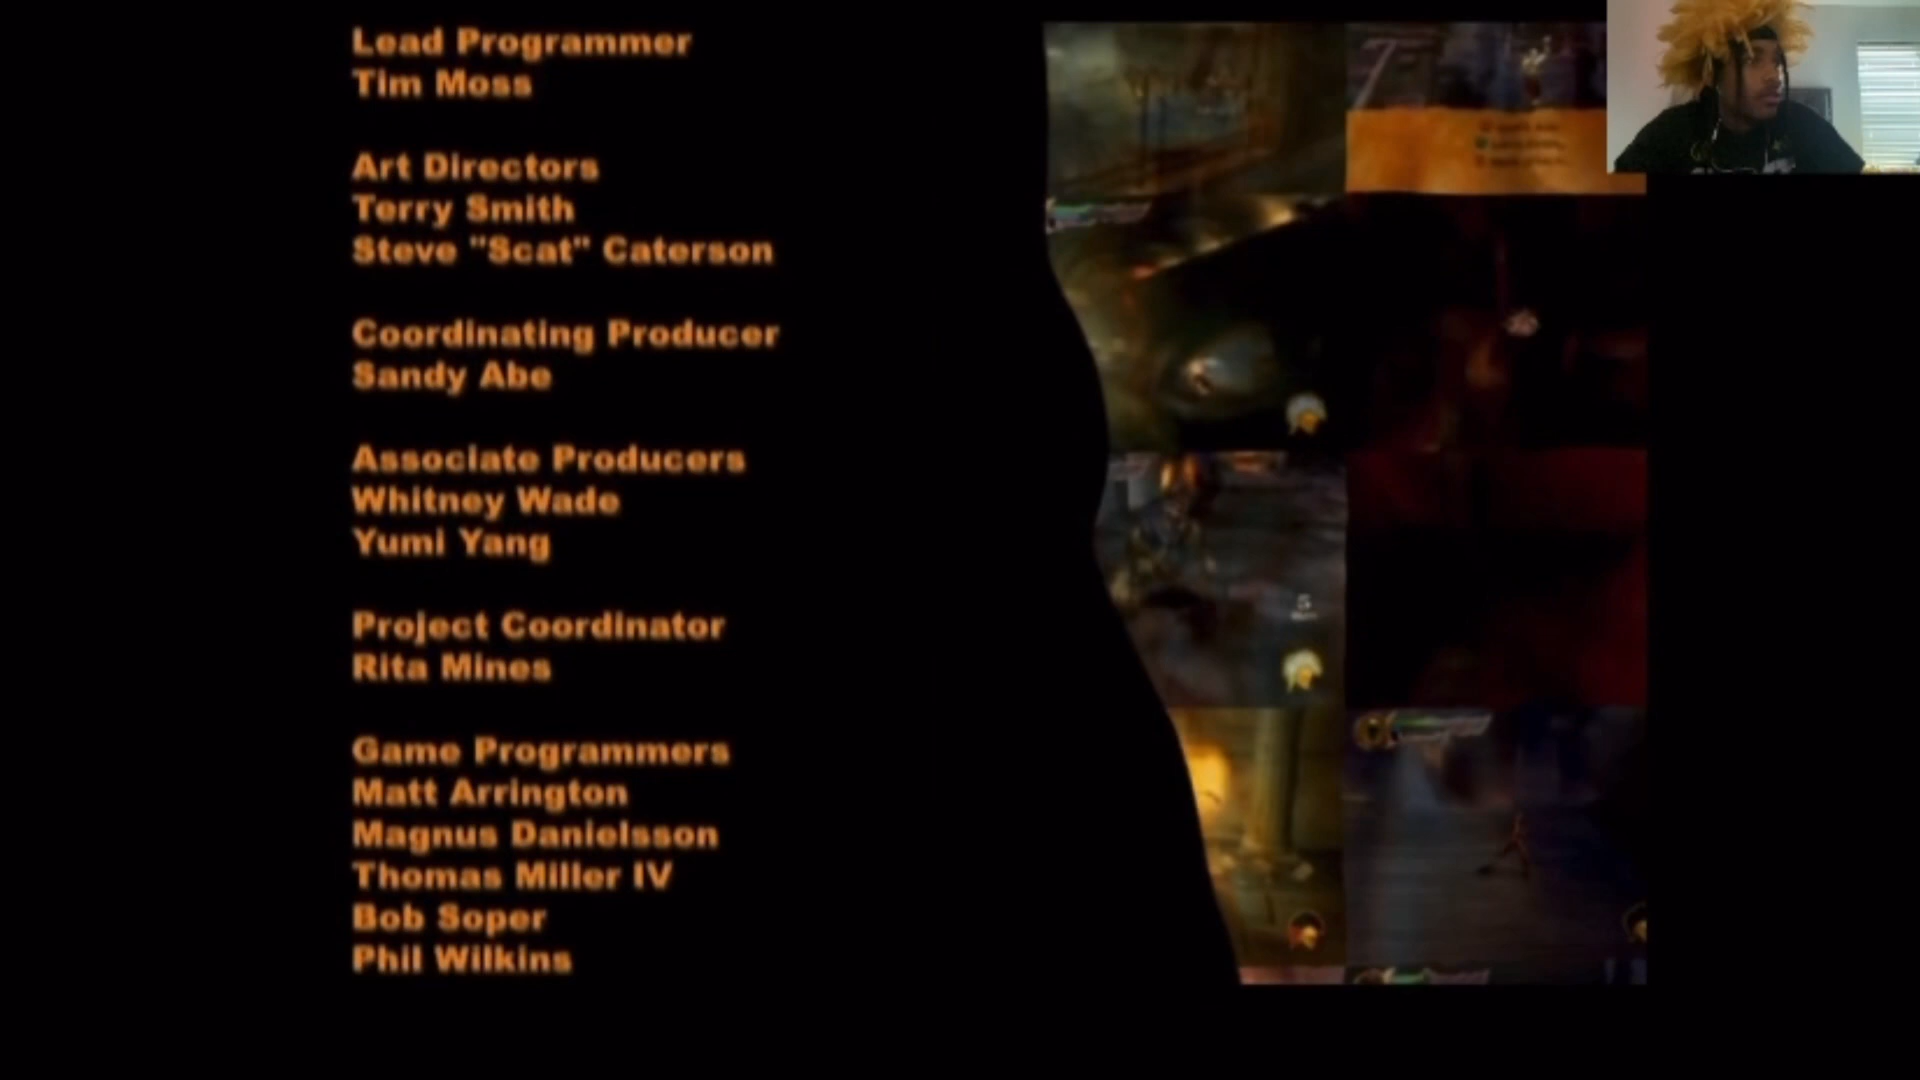 Lead Programmer
Tim Moss
Art Directors
Terry Smith
Steve "Scat" Caterson
Coordinating Producer
Sandy Abe
Associate Producers
Whitney Wade
Yumi Yang
Project Coordinator
Rita Mines
Game Programmers
Matt Arrington
Magnus Danielsson
Thomas Miller IV
Bob Soper
Phil Wilkins
5